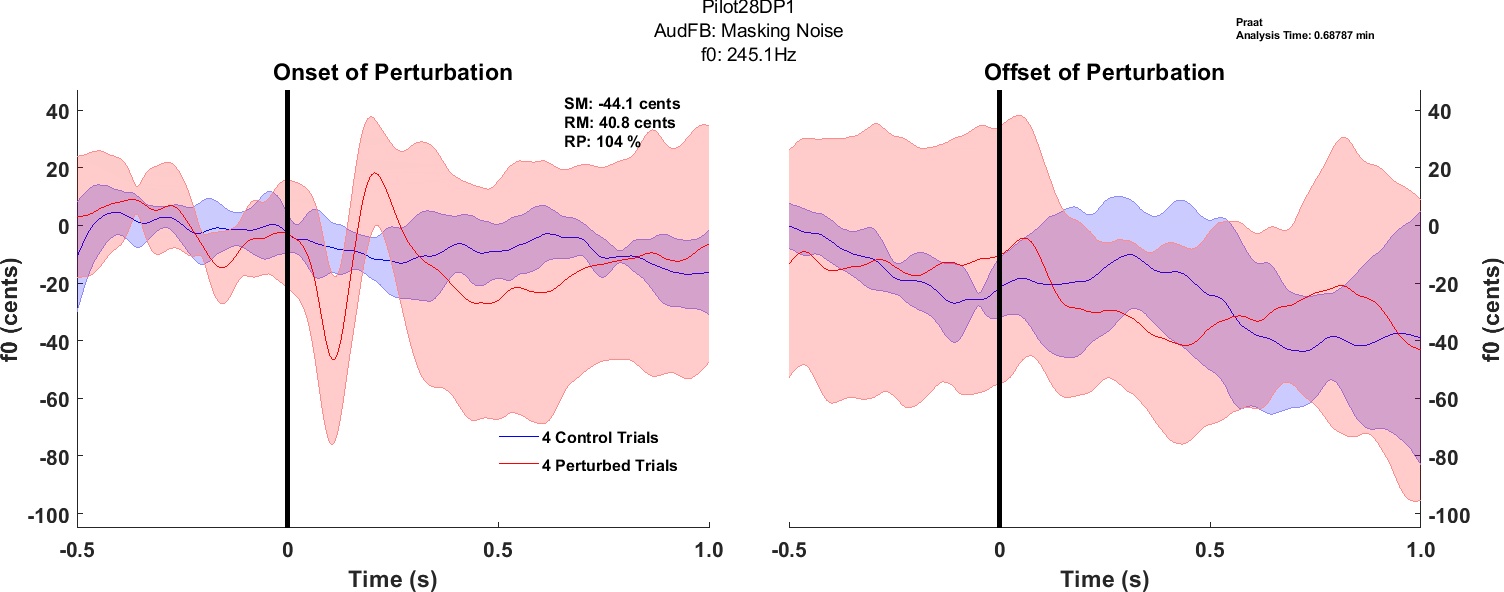 Pilot28DP1
AudFB: Masking Noise
f0: 245.1Hz
Praat
Analysis Time: 0.68787 min
Onset of Perturbation
SM: -44.1 cents
RM: 40.8 cents
RP: 104 %
40
20
0
-20
-40
-60
-80
-100
f0 (cents)
4 Control Trials
4 Perturbed Trials
-0.5 0 0.5 1.0
Time (s)
Offset of Perturbation
40
20
0
-20
-40
-60
-80
-100
f0 (cents)
-0.5 0 0.5 1.0
Time (s)